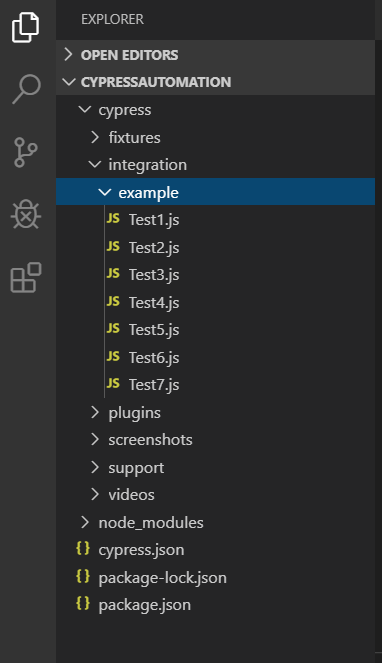 EXPLORER
OPEN EDITORS
CYPRESSAUTOMATION
cypress
fixtures
integration
example
JS Test1.js
JS Test2.js
JS Test3.js
JS Test4.js
JS Test5.js
JS Test6.js
JS Test7.js
plugins
screenshots
support
videos
node_modules
{} cypress.json
{} package-lock.json
{} package.json